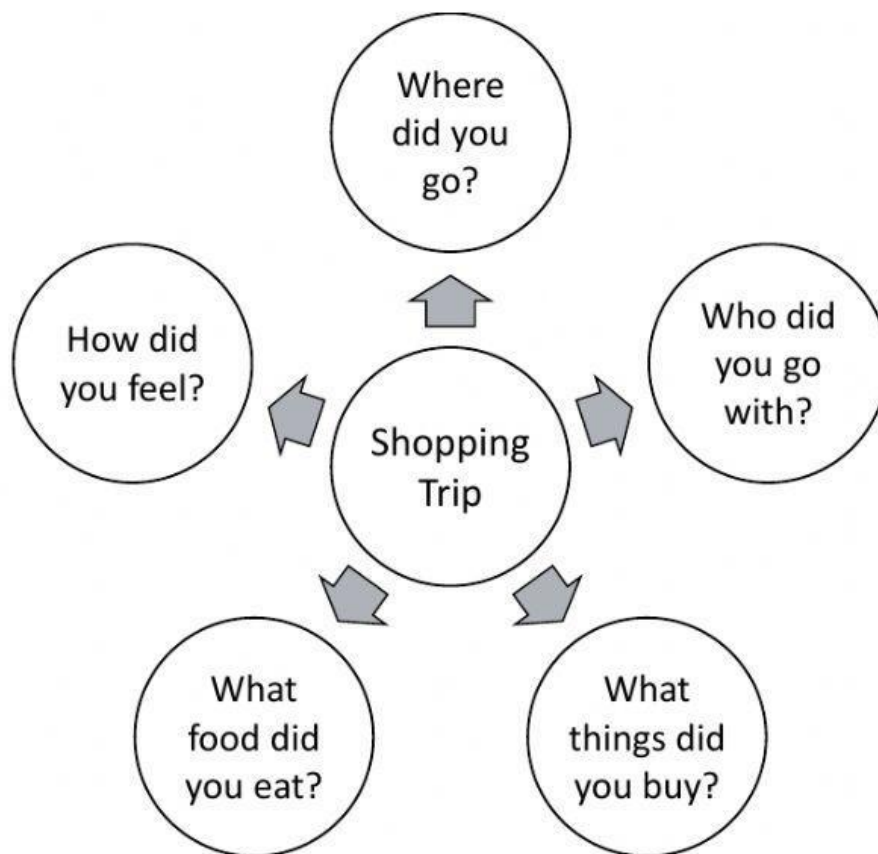 Where
did you
go?
Who did
you go
with?
What
things did
you buy?
What
food did
you eat?
How did
you feel?
Shopping
Trip